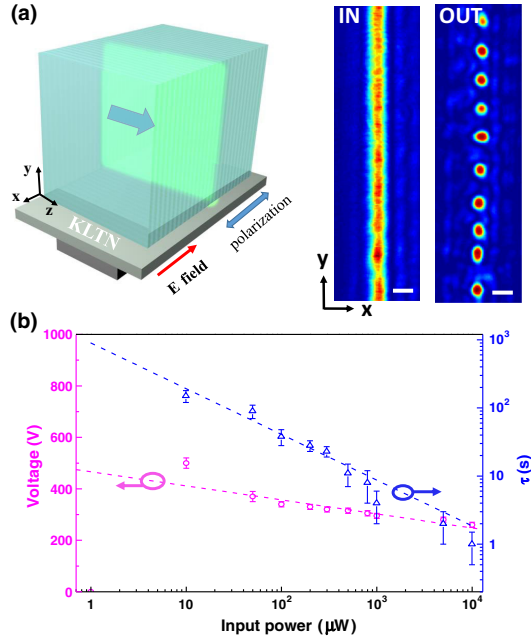 (a)
IN
OUT
y
x
z
KLTN
E field
polarization
y
x
(b)
1000
800
600
400
200
0
Voltage (V)
10³
10²
10
1
τ (s)
1
10
10²
10³
10⁴
Input power (μW)